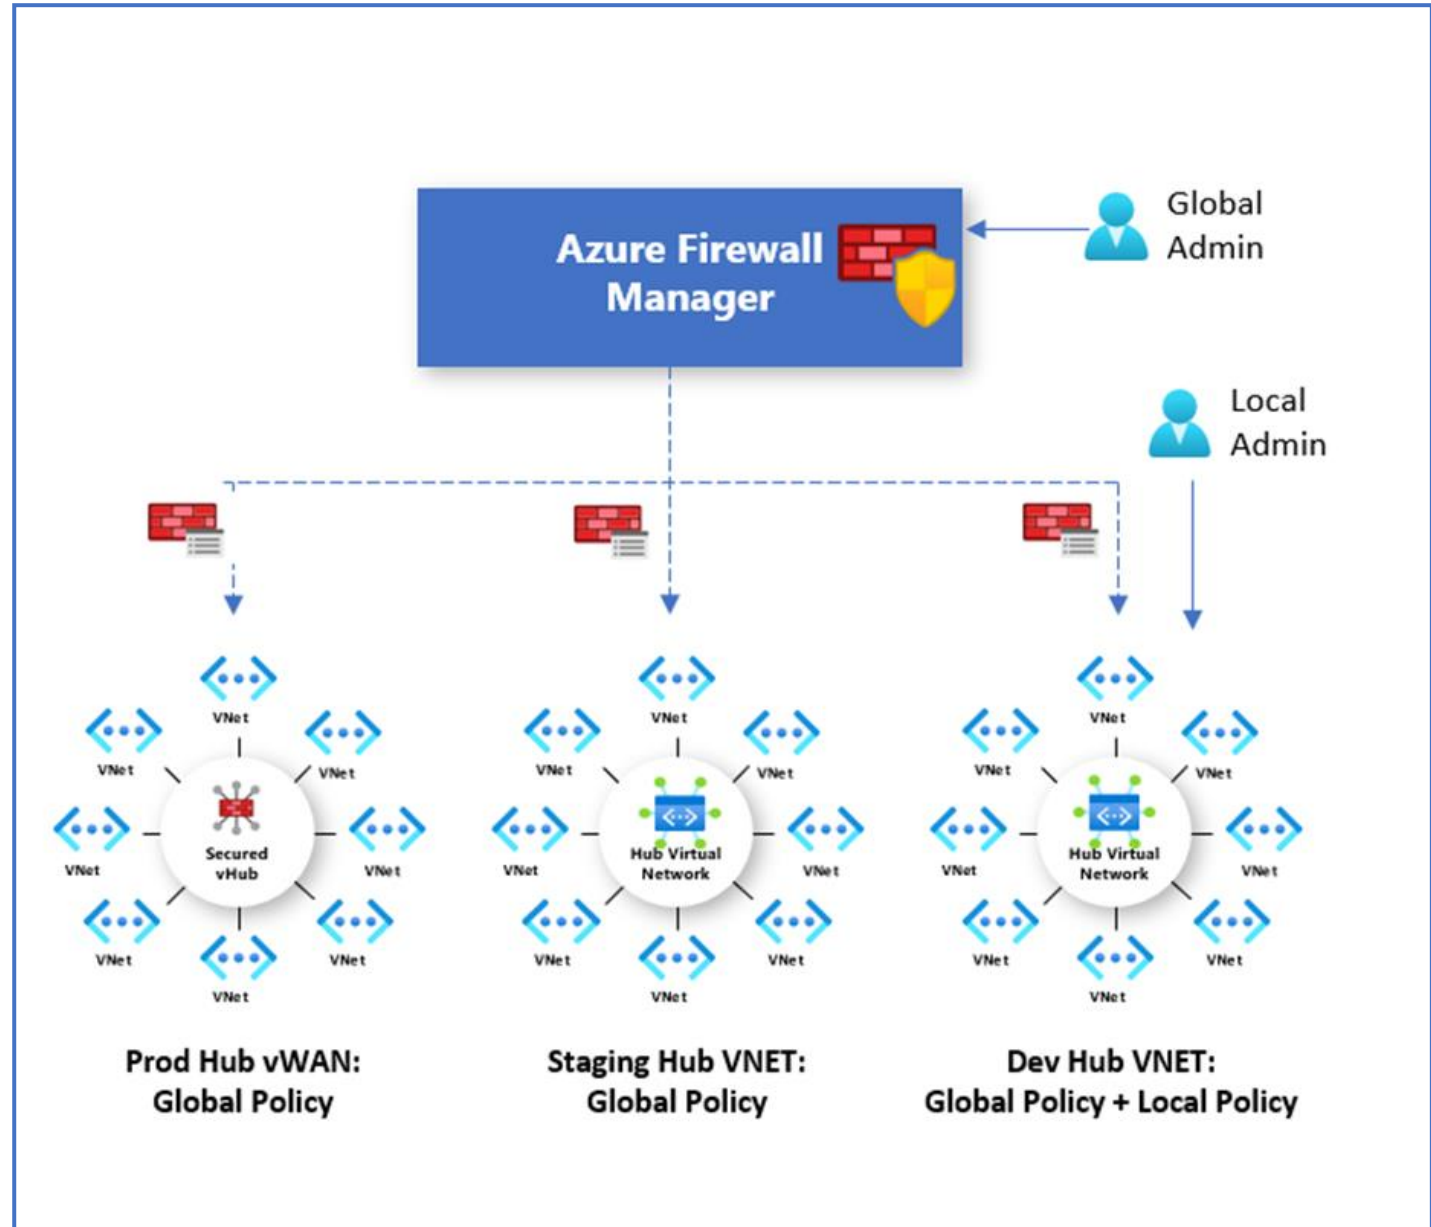 Azure Firewall
Manager
Global
Admin
Local
Admin
VNet
VNet
VNet
VNet
VNet
VNet
VNet
VNet
Secured
vHub
VNet
VNet
VNet
VNet
VNet
VNet
VNet
VNet
Hub Virtual
Network
VNet
VNet
VNet
VNet
VNet
VNet
VNet
VNet
Hub Virtual
Network
Prod Hub vWAN:
Global Policy
Staging Hub VNET:
Global Policy
Dev Hub VNET:
Global Policy + Local Policy